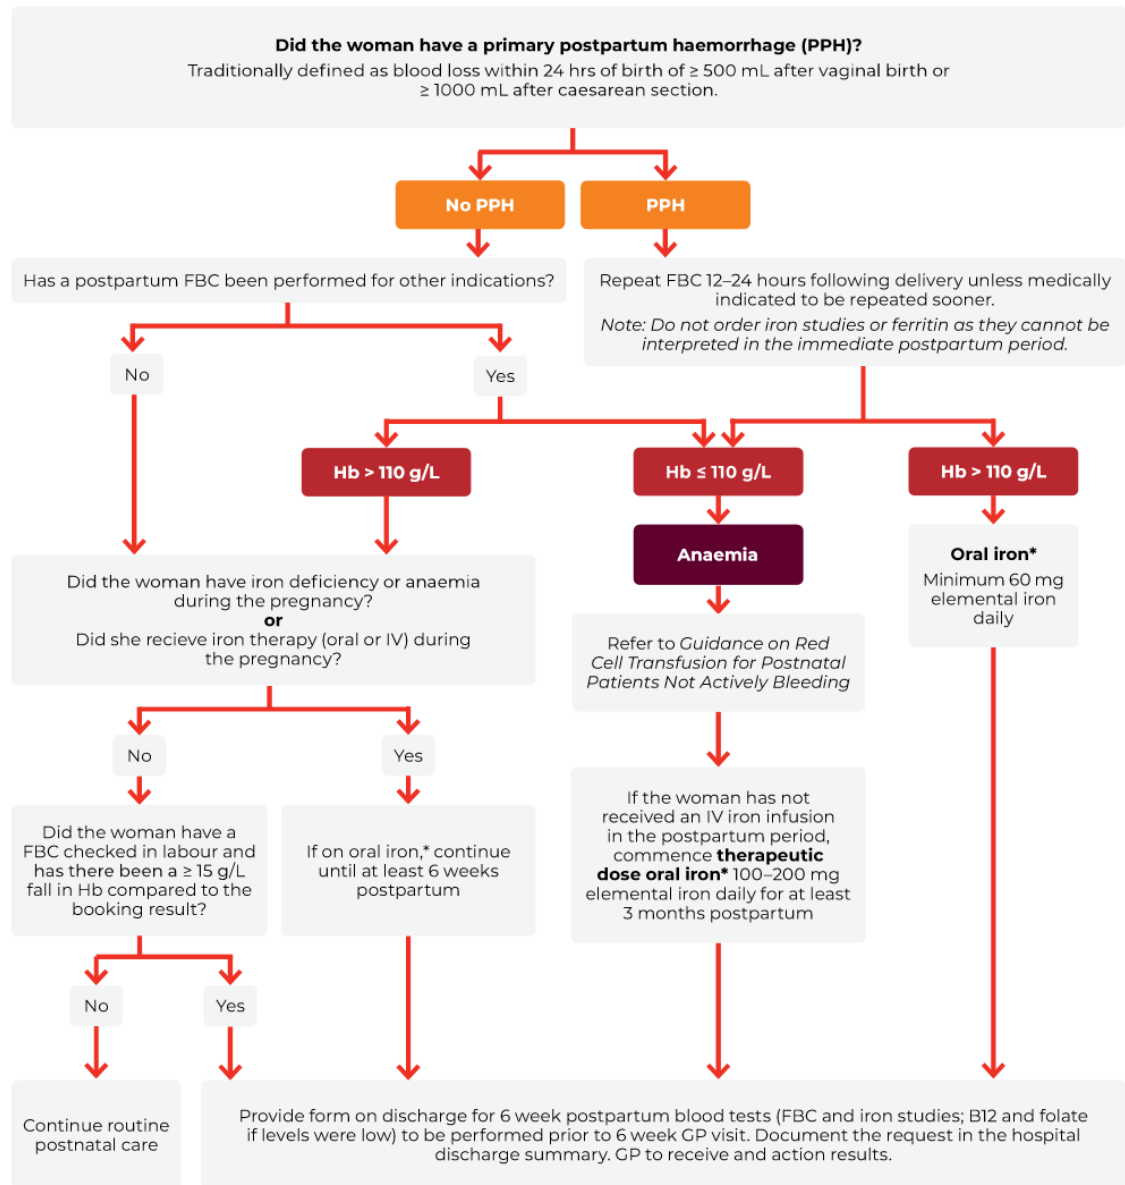 Did the woman have a primary postpartum haemorrhage (PPH)?
Traditionally defined as blood loss within 24 hrs of birth of ≥ 500 mL after vaginal birth or
≥ 1000 mL after caesarean section.
No PPH
PPH
Has a postpartum FBC been performed for other indications?
Repeat FBC 12–24 hours following delivery unless medically
indicated to be repeated sooner.
Note: Do not order iron studies or ferritin as they cannot be
interpreted in the immediate postpartum period.
No
Yes
Hb > 110 g/L
Hb ≤ 110 g/L
Hb > 110 g/L
Anaemia
Oral iron*
Minimum 60 mg
elemental iron
daily
Did the woman have iron deficiency or anaemia
during the pregnancy?
or
Did she recieve iron therapy (oral or IV) during
the pregnancy?
Refer to Guidance on Red
Cell Transfusion for Postnatal
Patients Not Actively Bleeding
No
Yes
Did the woman have a
FBC checked in labour and
has there been a ≥ 15 g/L
fall in Hb compared to the
booking result?
If on oral iron,* continue
until at least 6 weeks
postpartum
If the woman has not
received an IV iron infusion
in the postpartum period,
commence therapeutic
dose oral iron* 100–200 mg
elemental iron daily for at least
3 months postpartum
No
Yes
Continue routine
postnatal care
Provide form on discharge for 6 week postpartum blood tests (FBC and iron studies; B12 and folate
if levels were low) to be performed prior to 6 week GP visit. Document the request in the hospital
discharge summary. GP to receive and action results.